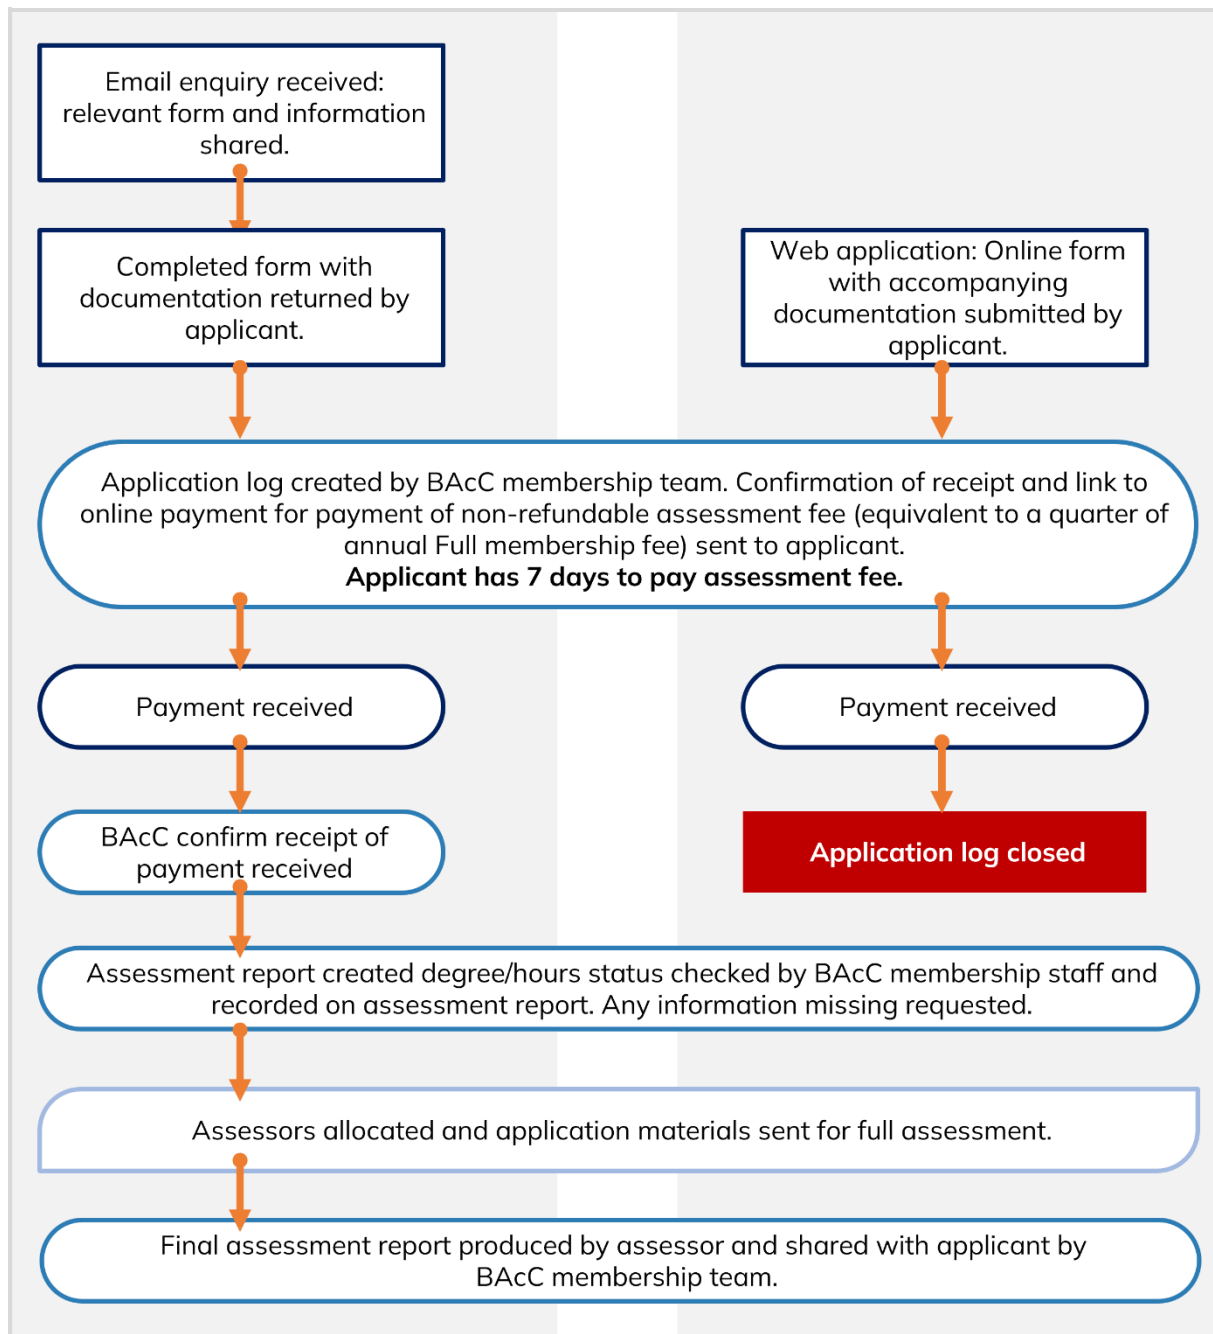 Email enquiry received:
relevant form and information
shared.
Completed form with
documentation returned by
applicant.
Web application: Online form
with accompanying
documentation submitted by
applicant.
Application log created by BAcC membership team. Confirmation of receipt and link to
online payment for payment of non-refundable assessment fee (equivalent to a quarter of
annual Full membership fee) sent to applicant.
Applicant has 7 days to pay assessment fee.
Payment received
Payment received
BAcC confirm receipt of
payment received
Application log closed
Assessment report created degree/hours status checked by BAcC membership staff and
recorded on assessment report. Any information missing requested.
Assessors allocated and application materials sent for full assessment.
Final assessment report produced by assessor and shared with applicant by
BAcC membership team.